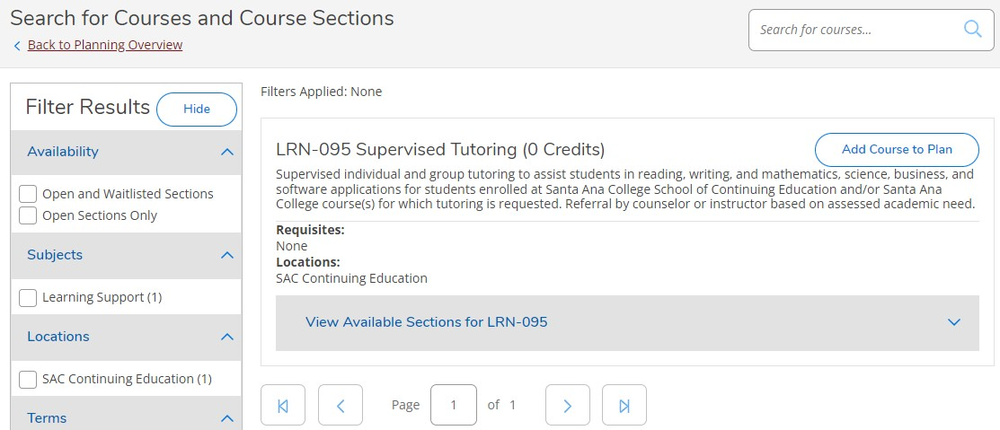 Search for Courses and Course Sections
Back to Planning Overview
Search for courses...
Filter Results
Hide
Availability
Open and Waitlisted Sections
Open Sections Only
Subjects
Learning Support (1)
Locations
SAC Continuing Education (1)
Terms
Filters Applied: None
LRN-095 Supervised Tutoring (0 Credits)
Add Course to Plan
Supervised individual and group tutoring to assist students in reading, writing, and mathematics, science, business, and
software applications for students enrolled at Santa Ana College School of Continuing Education and/or Santa Ana
College course(s) for which tutoring is requested. Referral by counselor or instructor based on assessed academic need.
Requisites:
None
Locations:
SAC Continuing Education
View Available Sections for LRN-095
Page 1 of 1